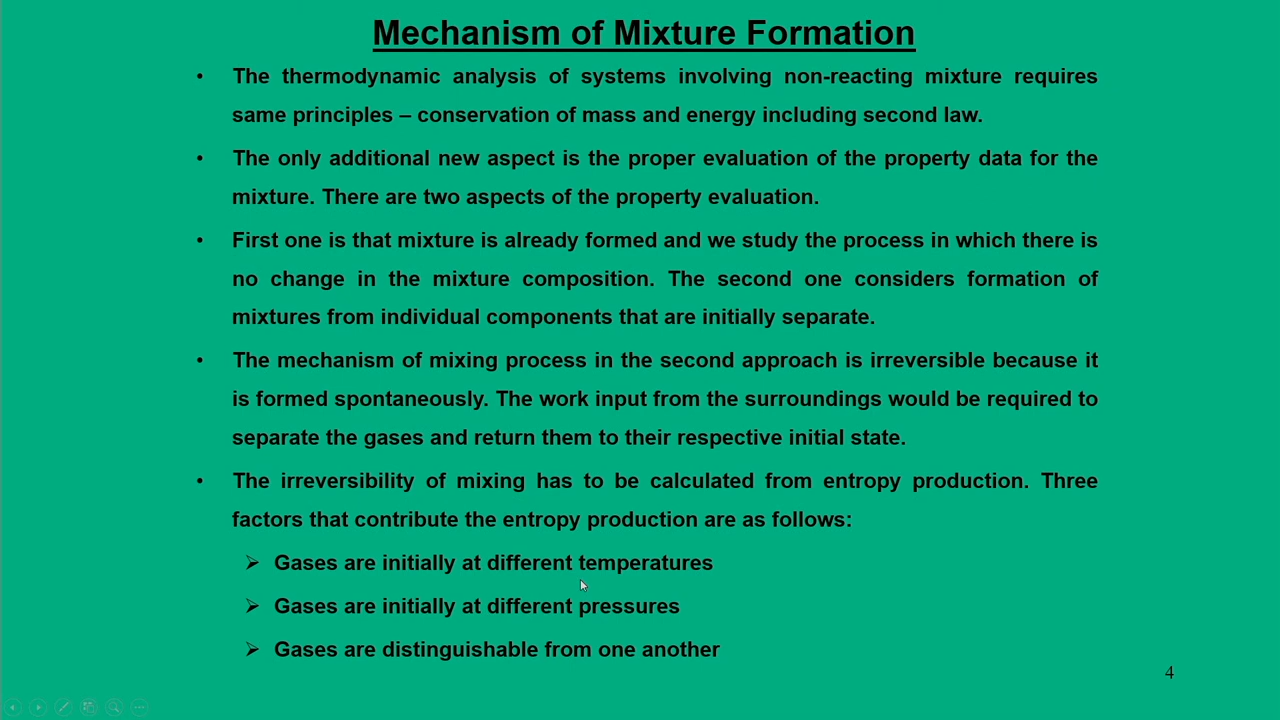 Mechanism of Mixture Formation
• The thermodynamic analysis of systems involving non-reacting mixture requires
same principles – conservation of mass and energy including second law.
• The only additional new aspect is the proper evaluation of the property data for the
mixture. There are two aspects of the property evaluation.
• First one is that mixture is already formed and we study the process in which there is
no change in the mixture composition. The second one considers formation of
mixtures from individual components that are initially separate.
• The mechanism of mixing process in the second approach is irreversible because it
is formed spontaneously. The work input from the surroundings would be required to
separate the gases and return them to their respective initial state.
• The irreversibility of mixing has to be calculated from entropy production. Three
factors that contribute the entropy production are as follows:
➢ Gases are initially at different temperatures
➢ Gases are initially at different pressures
➢ Gases are distinguishable from one another
4